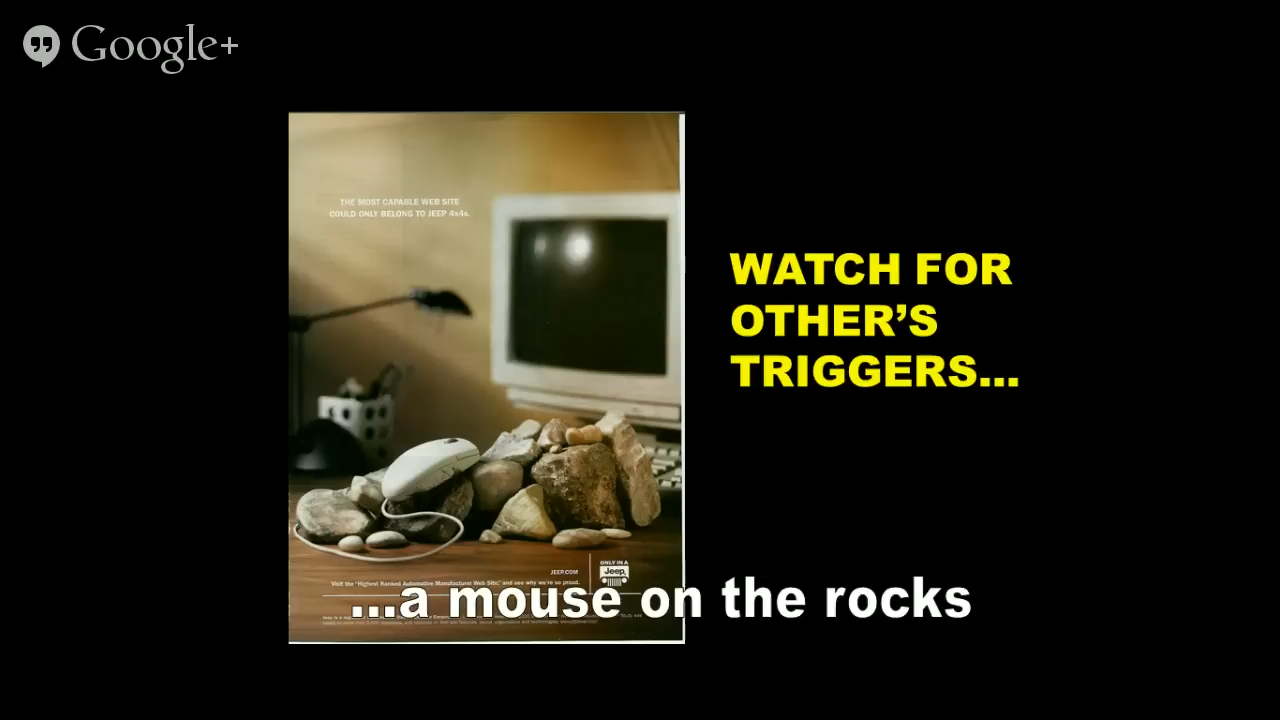 Google+
THE MOST CAPABLE WEB SITE
COULD ONLY BELONG TO JEEP 4x4s.
WATCH FOR
OTHER’S
TRIGGERS...
JEEP.COM
ONLY IN A
Jeep
Visit the "Highest Ranked Automotive Manufacturer Web Site," and see why we're so proud.
...a mouse on the rocks